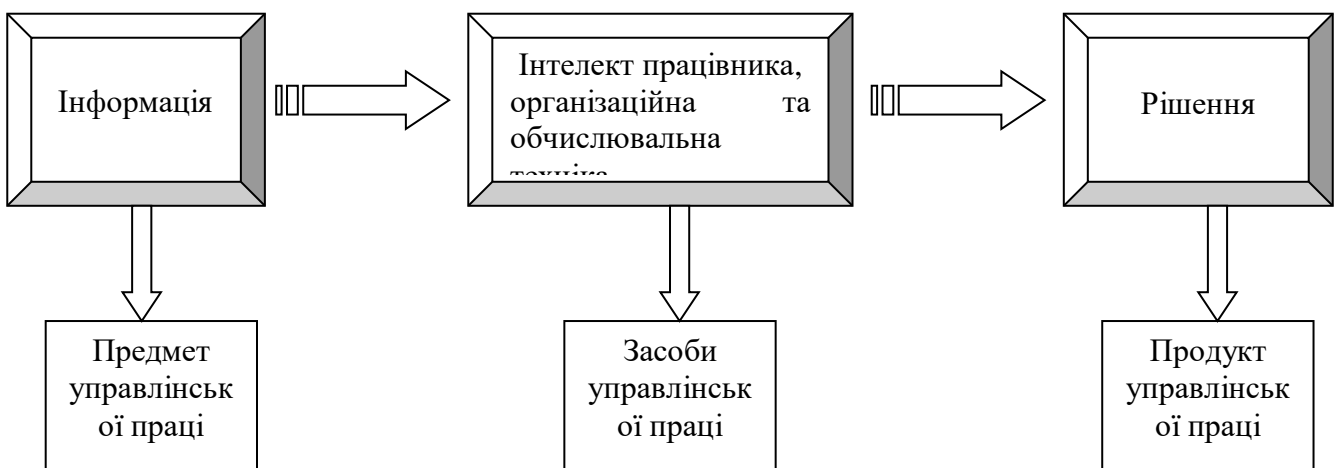 Інформація
Інтелект працівника,
організаційна та
обчислювальна
техніка
Рішення
Предмет
управлінськ
ої праці
Засоби
управлінськ
ої праці
Продукт
управлінськ
ої праці